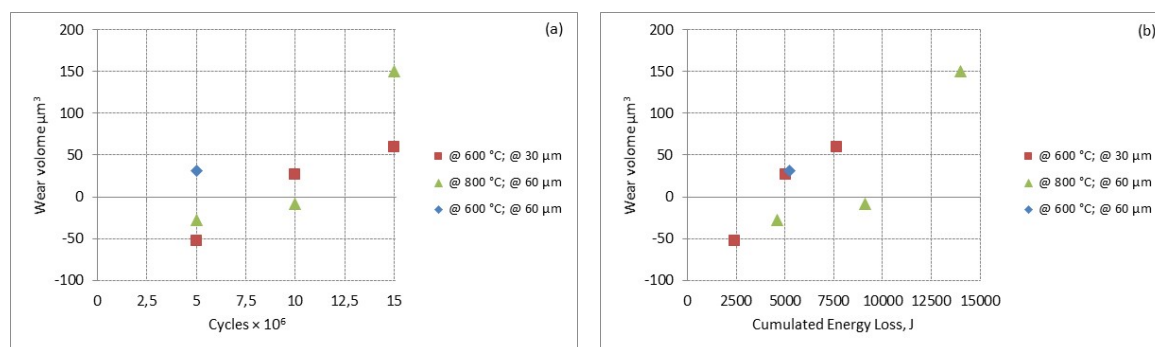 (a)
200
150
100
50
0
-50
-100
Wear volome µm³
0 2,5 5 7,5 10 12,5 15
Cycles × 10⁶
@ 600 °C; @ 30 µm
@ 800 °C; @ 60 µm
@ 600 °C; @ 60 µm
(b)
200
150
100
50
0
-50
-100
Wear volome µm³
0 2500 5000 7500 10000 12500 15000
Cumulated Energy Loss, J
@ 600 °C; @ 30 µm
@ 800 °C; @ 60 µm
@ 600 °C; @ 60 µm